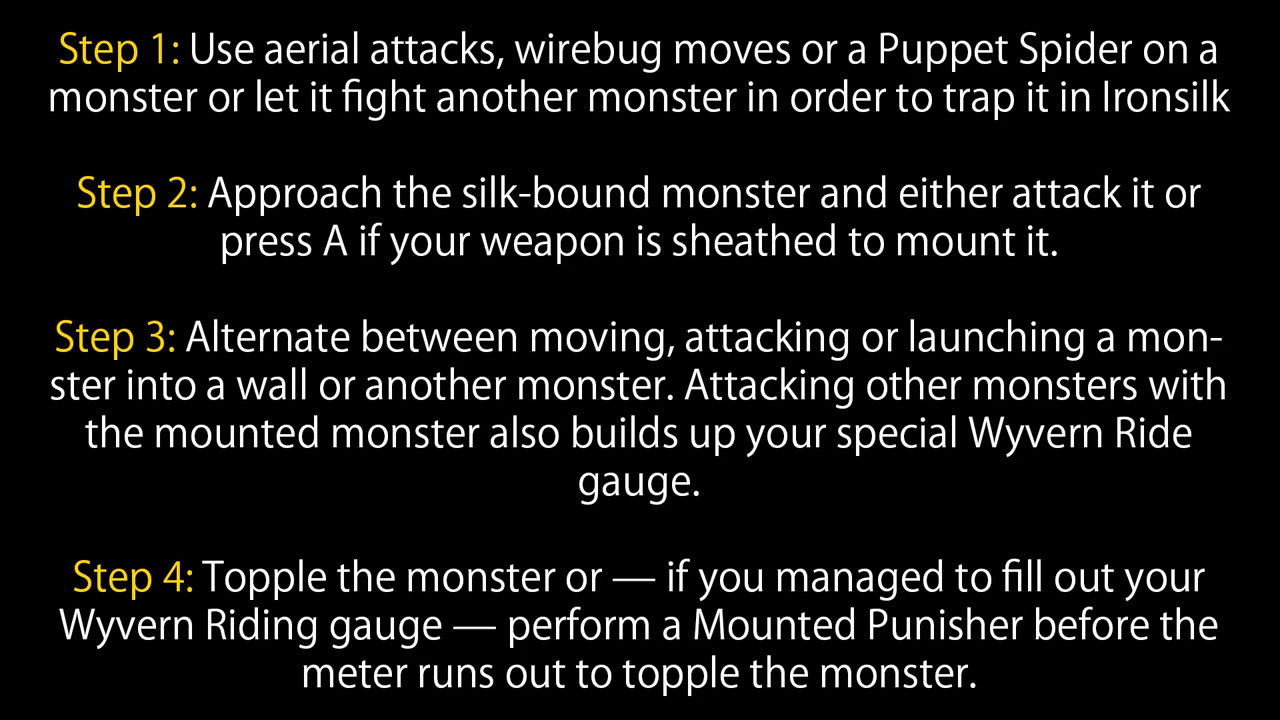 Step 1: Use aerial attacks, wirebug moves or a Puppet Spider on a
monster or let it fight another monster in order to trap it in Ironsilk
Step 2: Approach the silk-bound monster and either attack it or
press A if your weapon is sheathed to mount it.
Step 3: Alternate between moving, attacking or launching a mon-
ster into a wall or another monster. Attacking other monsters with
the mounted monster also builds up your special Wyvern Ride
gauge.
Step 4: Topple the monster or — if you managed to fill out your
Wyvern Riding gauge — perform a Mounted Punisher before the
meter runs out to topple the monster.